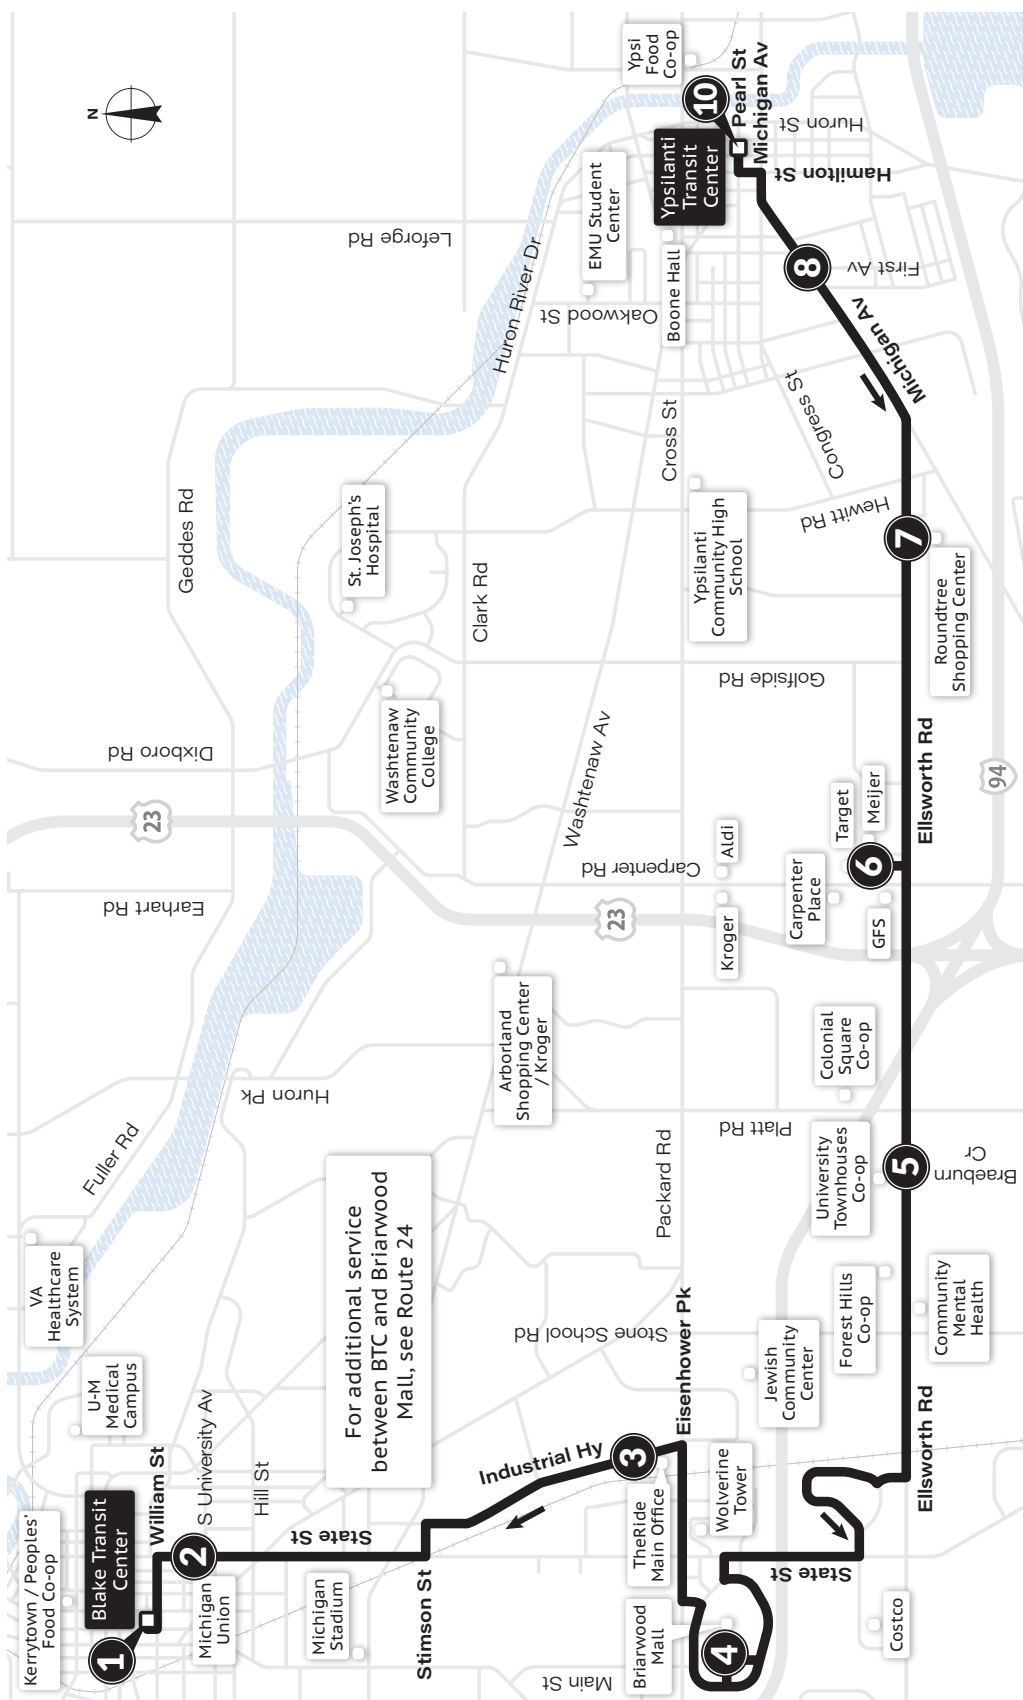 N
Kerrytown / Peoples'
Food Co-op
Blake Transit
Center
1
William St
2
Michigan
Union
S University Av
Hill St
State St
Michigan
Stadium
Stimson St
U-M
Medical
Campus
VA
Healthcare
System
Fuller Rd
Huron Pk
For additional service
between BTC and Briarwood
Mall, see Route 24
Industrial Hy
3
TheRide
Main Office
Eisenhower Pk
Wolverine
Tower
Briarwood
Mall
Main St
4
State St
Costco
Ellsworth Rd
Stone School Rd
Jewish
Community
Center
Forest Hills
Co-op
Community
Mental
Health
Packard Rd
Platt Rd
University
Townhouses
Co-op
5
Braeburn
Cr
Colonial
Square
Co-op
Arborland
Shopping Center
/ Kroger
Earhart Rd
23
Dixboro Rd
23
Carpenter Rd
Kroger
Aldi
Carpenter
Place
GFS
Target
Meijer
6
Ellsworth Rd
94
Washtenaw Av
Washtenaw
Community
College
St. Joseph's
Hospital
Geddes Rd
Clark Rd
Golfside Rd
Roundtree
Shopping Center
7
Hewitt Rd
Ypsilanti
Community High
School
Cross St
Congress St
Michigan Av
Huron River Dr
Leforge Rd
Oakwood St
EMU Student
Center
Boone Hall
8
First Av
Ypsilanti
Transit
Center
Hamilton St
10
Pearl St
Michigan Av
Huron St
Ypsi
Food
Co-op